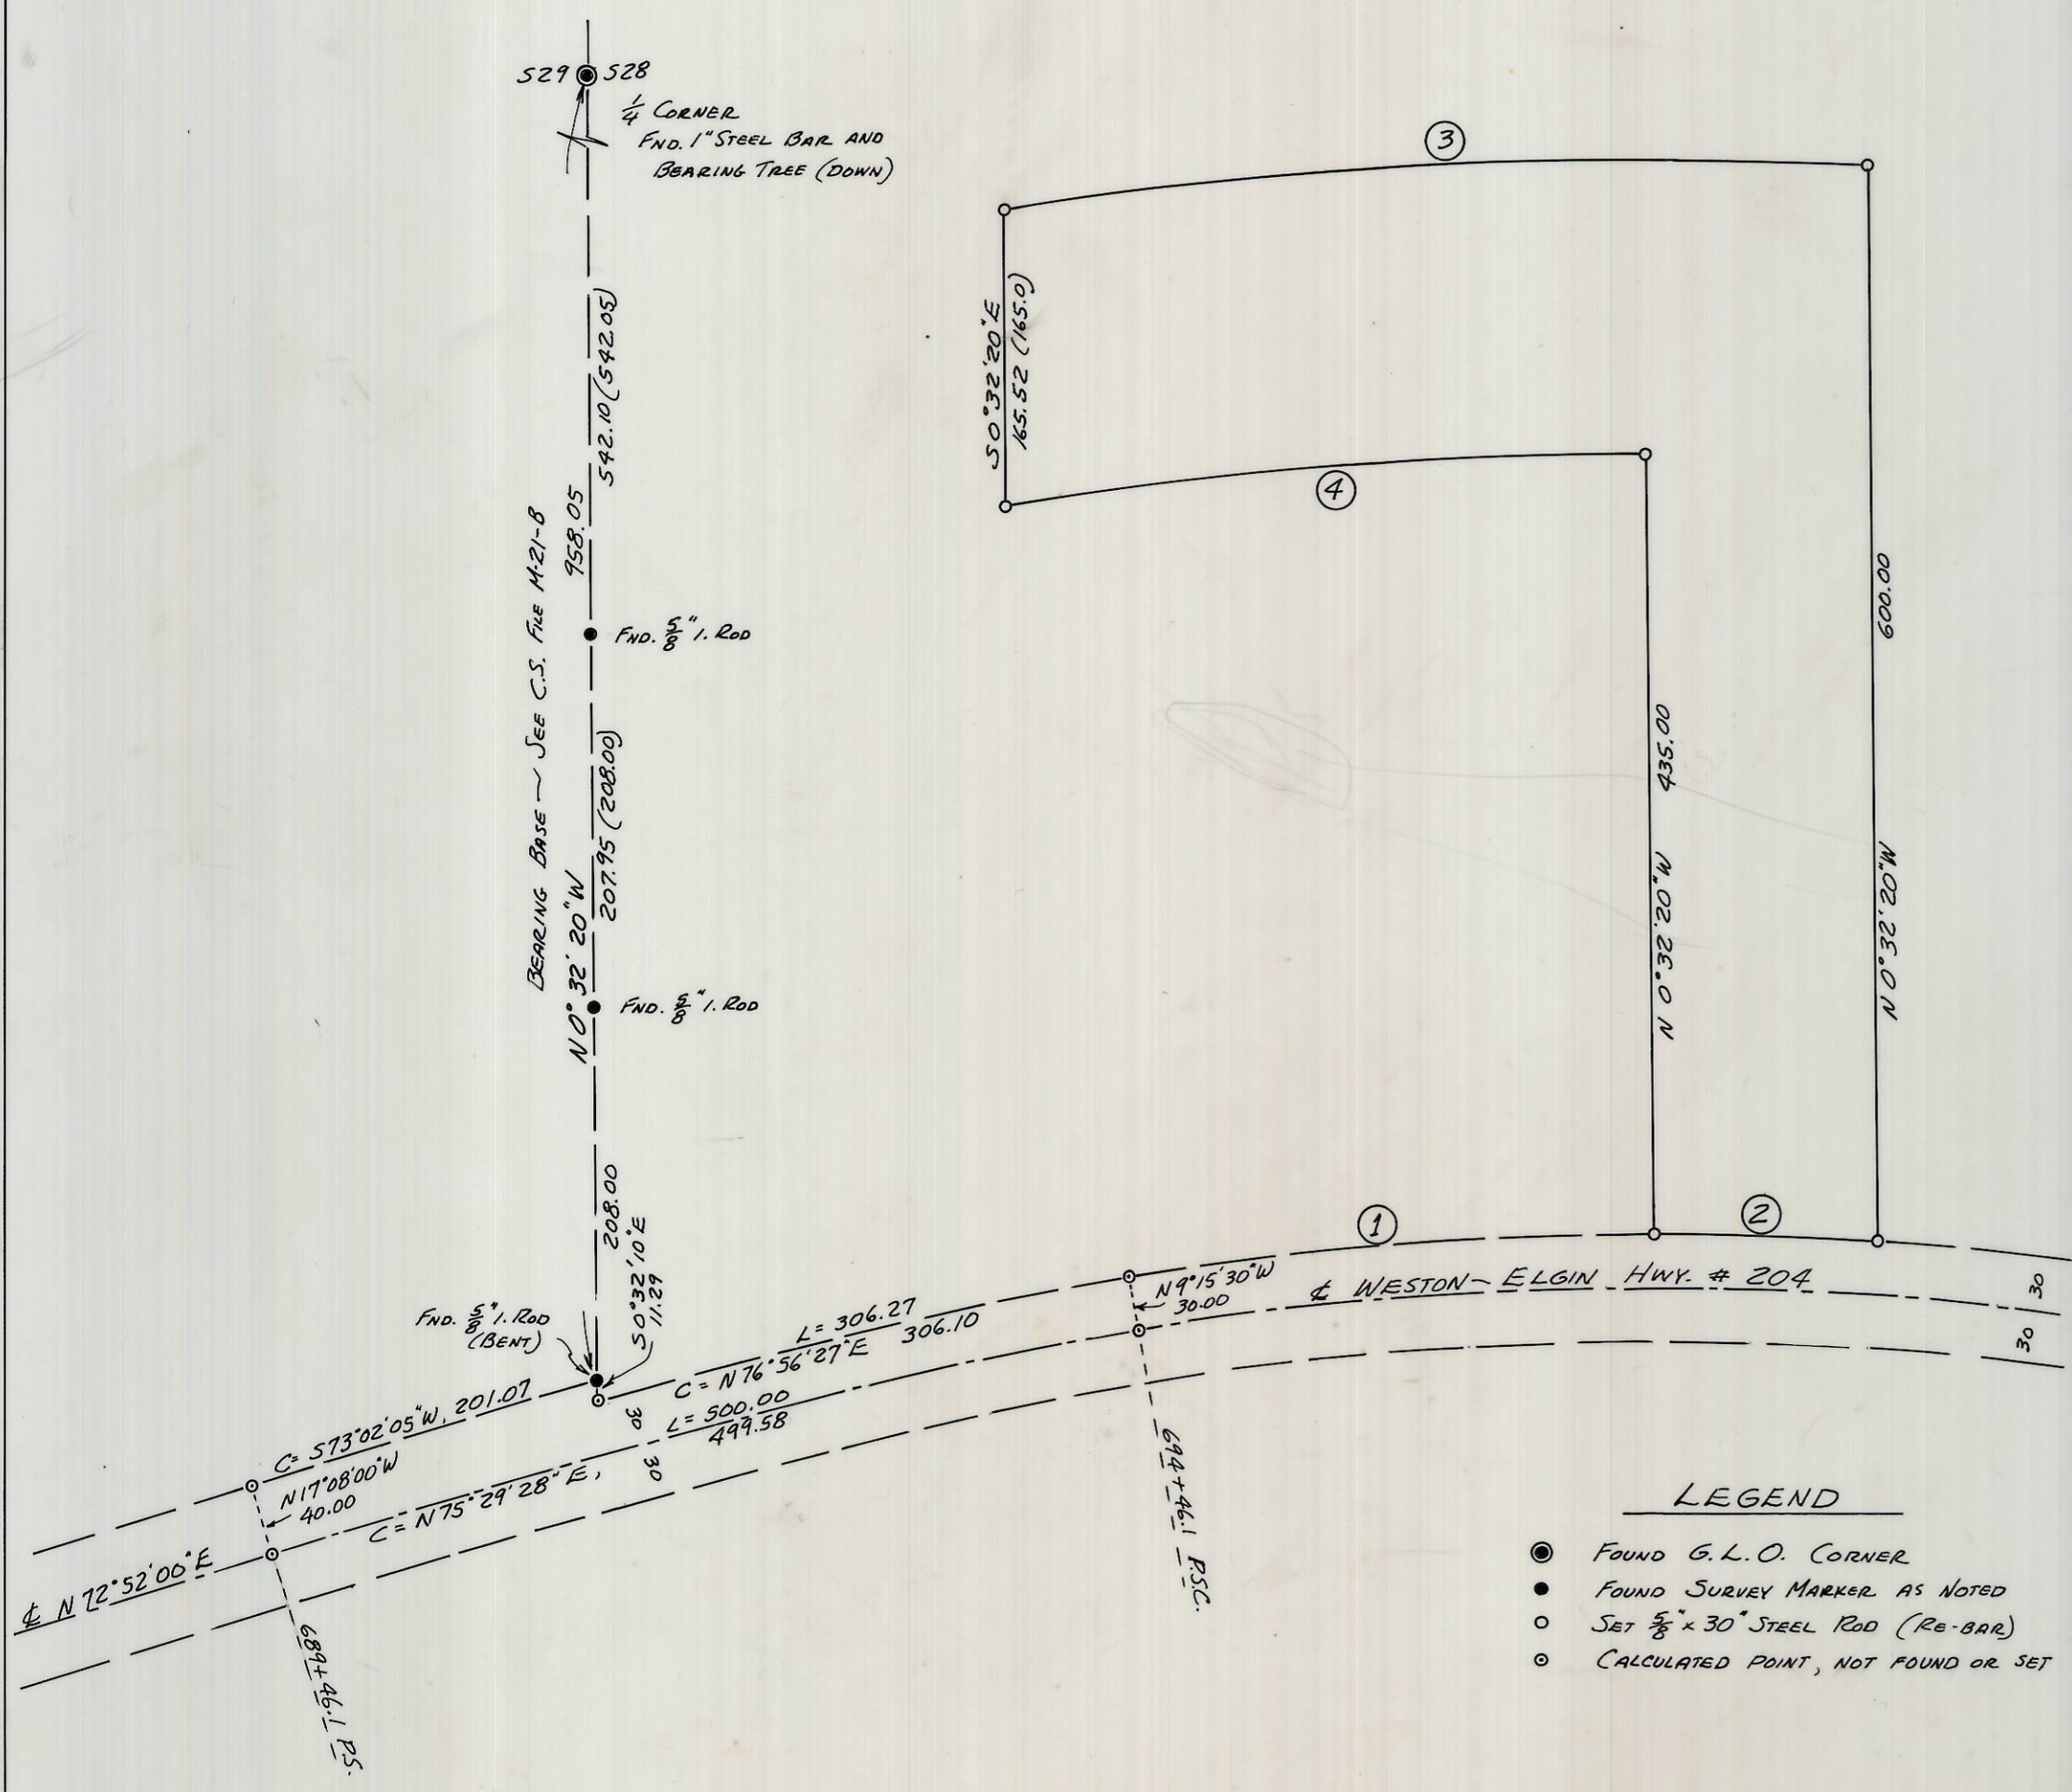 S29 S28
1/4 CORNER
FND. 1" STEEL BAR AND
BEARING TREE (DOWN)
3
542.10 (542.05)
S 0°32'20" E
165.52 (165.0)
4
958.05
BEARING BASE ~ SEE C.S. FILE M-21-B
FND. 5/8" I. ROD
600.00
207.95 (208.00)
435.00
N 0°32'20" W
N 0°32'20" W
N 0°32'20" W
FND. 5/8" I. ROD
208.00
S 0°32'10" E
11.29
1
2
FND. 5/8" I. ROD
(BENT)
N 9°15'30" W
30.00
℄ WESTON - ELGIN HWY. # 204
30
30
L = 306.27
C = N 76°56'27" E 306.10
L = 500.00
499.58
C = N 75°29'28" E,
30
30
C = S 73°02'05" W, 201.07
N 17°08'00" W
40.00
℄ N 72°52'00" E
689+46.1 P.S.
694+46.1 P.S.C.
LEGEND
FOUND G.L.O. CORNER
FOUND SURVEY MARKER AS NOTED
SET 5/8" x 30" STEEL ROD (RE-BAR)
CALCULATED POINT, NOT FOUND OR SET